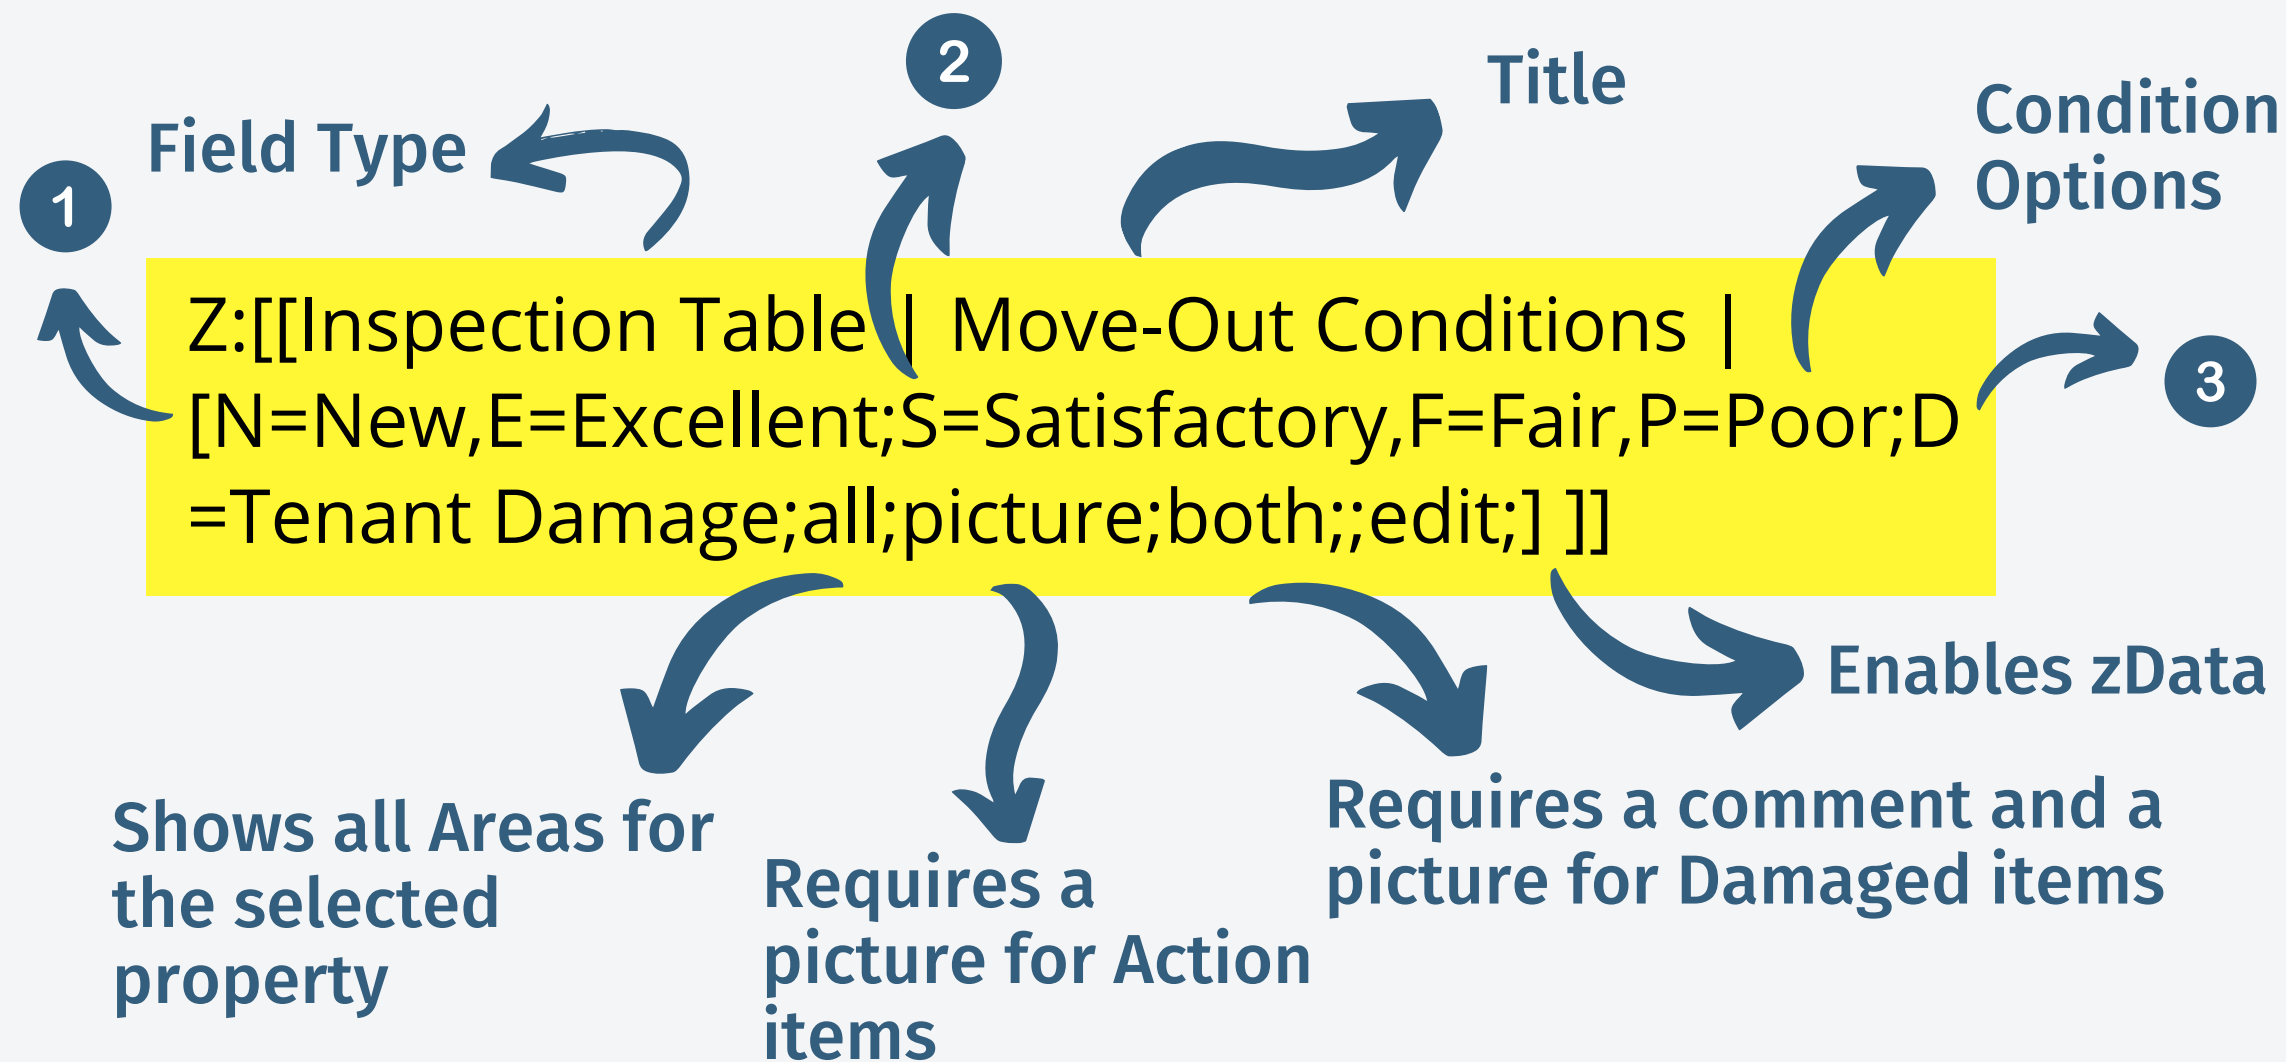 2
Title
Condition
Options
Field Type
1
Z:[[Inspection Table | Move-Out Conditions |
[N=New,E=Excellent;S=Satisfactory,F=Fair,P=Poor;D
=Tenant Damage;all;picture;both;;edit;] ]]
3
Enables zData
Shows all Areas for
the selected
property
Requires a
picture for Action
items
Requires a comment and a
picture for Damaged items